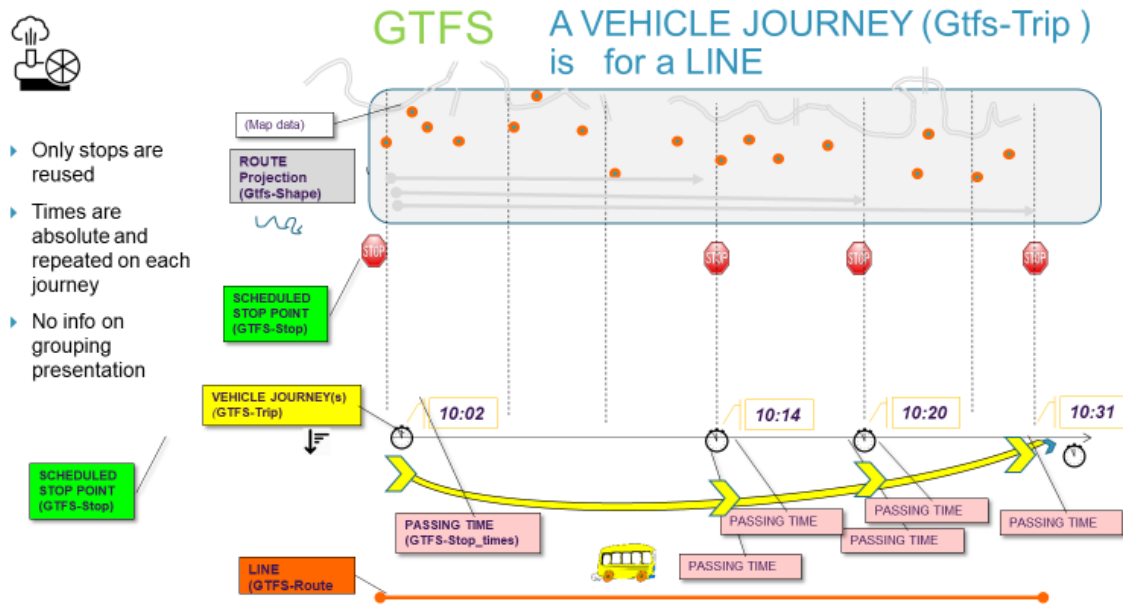 GTFS
A VEHICLE JOURNEY (Gtfs-Trip )
is for a LINE
Only stops are
reused
Times are
absolute and
repeated on each
journey
No info on
grouping
presentation
(Map data)
ROUTE
Projection
(Gtfs-Shape)
STOP
STOP
STOP
STOP
SCHEDULED
STOP POINT
(GTFS-Stop)
VEHICLE JOURNEY(s)
(GTFS-Trip)
10:02
10:14
10:20
10:31
SCHEDULED
STOP POINT
(GTFS-Stop)
PASSING TIME
(GTFS-Stop_times)
PASSING TIME
PASSING TIME
PASSING TIME
PASSING TIME
PASSING TIME
LINE
(GTFS-Route